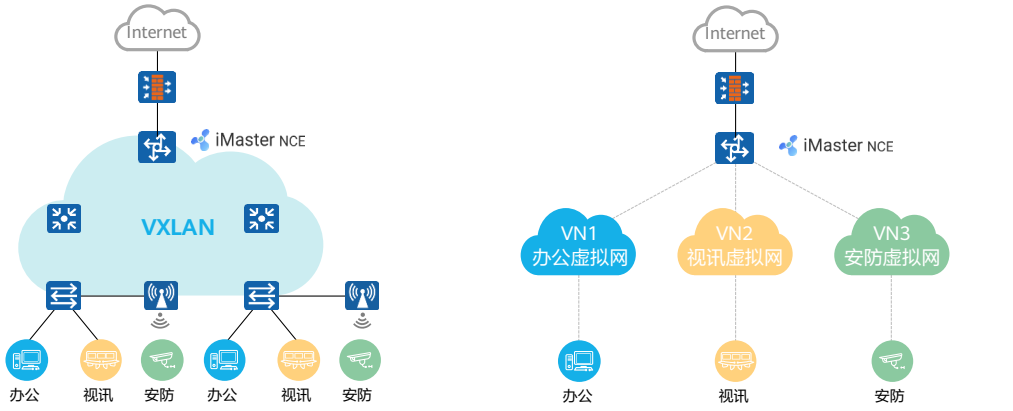 Internet
iMaster NCE
VXLAN
办公
视讯
安防
办公
视讯
安防
Internet
iMaster NCE
VN1
办公虚拟网
VN2
视讯虚拟网
VN3
安防虚拟网
办公
视讯
安防